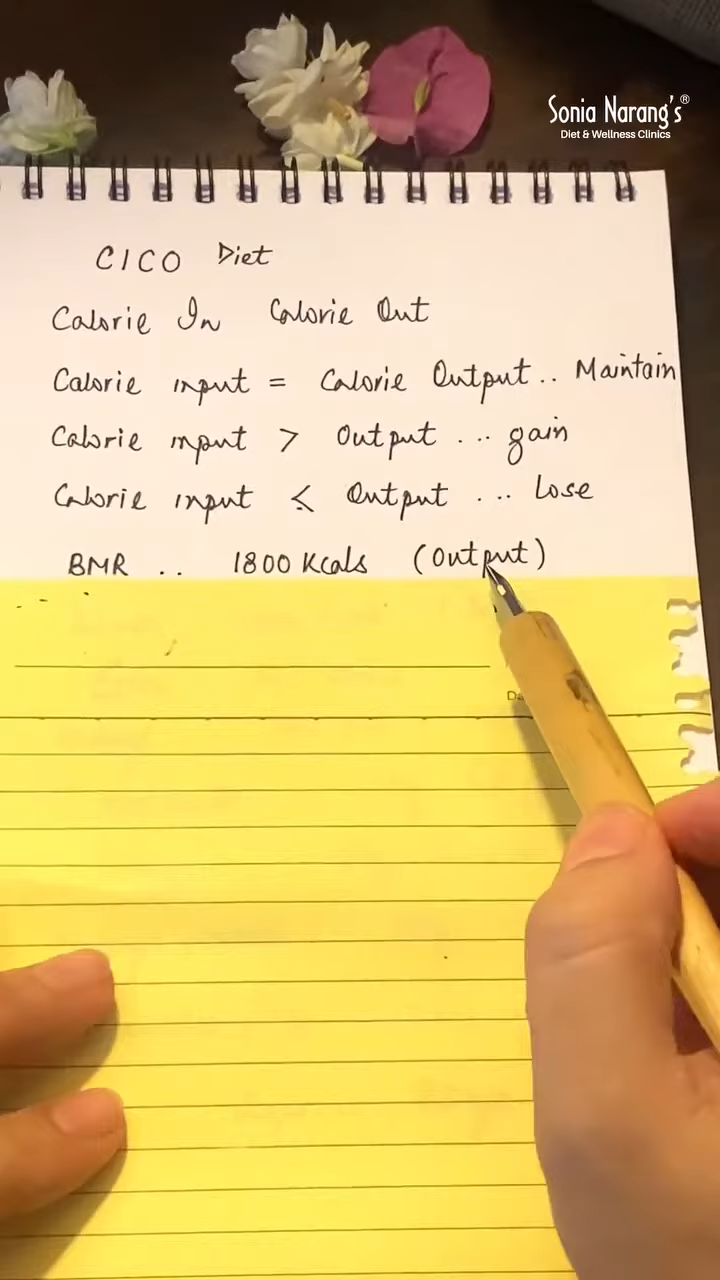 Sonia Narang's®
Diet & Wellness Clinics
CICO Diet
Calorie In Calorie Out
Calorie input = Calorie Output .. Maintain
Calorie input > Output ... gain
Calorie input < Output ... Lose
BMR .. 1800 Kcals (Output)